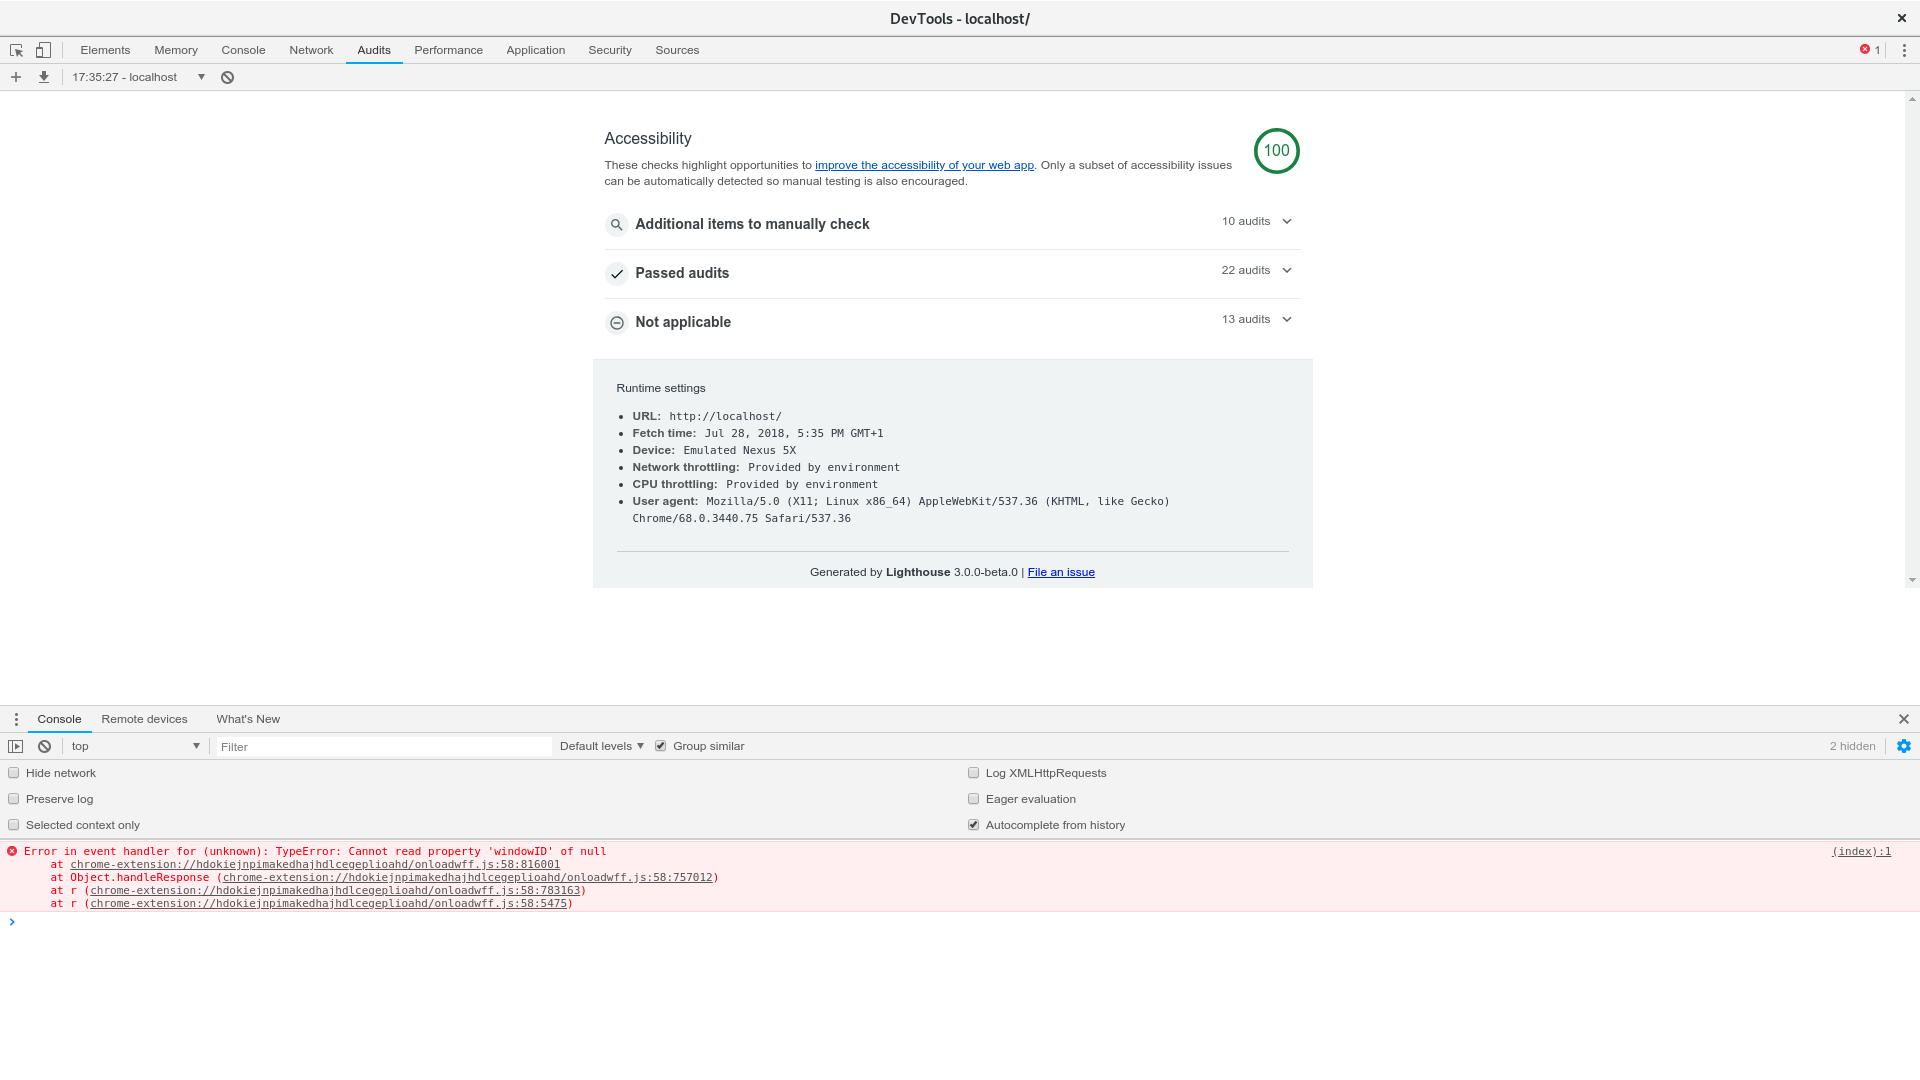 DevTools - localhost/
Elements Memory Console Network Audits Performance Application Security Sources 1
17:35:27 - localhost
Accessibility
100
These checks highlight opportunities to improve the accessibility of your web app. Only a subset of accessibility issues
can be automatically detected so manual testing is also encouraged.
Additional items to manually check 10 audits
Passed audits 22 audits
Not applicable 13 audits
Runtime settings
URL: http://localhost/
Fetch time: Jul 28, 2018, 5:35 PM GMT+1
Device: Emulated Nexus 5X
Network throttling: Provided by environment
CPU throttling: Provided by environment
User agent: Mozilla/5.0 (X11; Linux x86_64) AppleWebKit/537.36 (KHTML, like Gecko)
Chrome/68.0.3440.75 Safari/537.36
Generated by Lighthouse 3.0.0-beta.0 | File an issue
Console Remote devices What's New
top Filter Default levels Group similar 2 hidden
Hide network Log XMLHttpRequests
Preserve log Eager evaluation
Selected context only Autocomplete from history
Error in event handler for (unknown): TypeError: Cannot read property 'windowID' of null (index):1
at chrome-extension://hdokiejnpimakedhajhdlcegeplioahd/onloadwff.js:58:816001
at Object.handleResponse (chrome-extension://hdokiejnpimakedhajhdlcegeplioahd/onloadwff.js:58:757012)
at r (chrome-extension://hdokiejnpimakedhajhdlcegeplioahd/onloadwff.js:58:783163)
at r (chrome-extension://hdokiejnpimakedhajhdlcegeplioahd/onloadwff.js:58:5475)